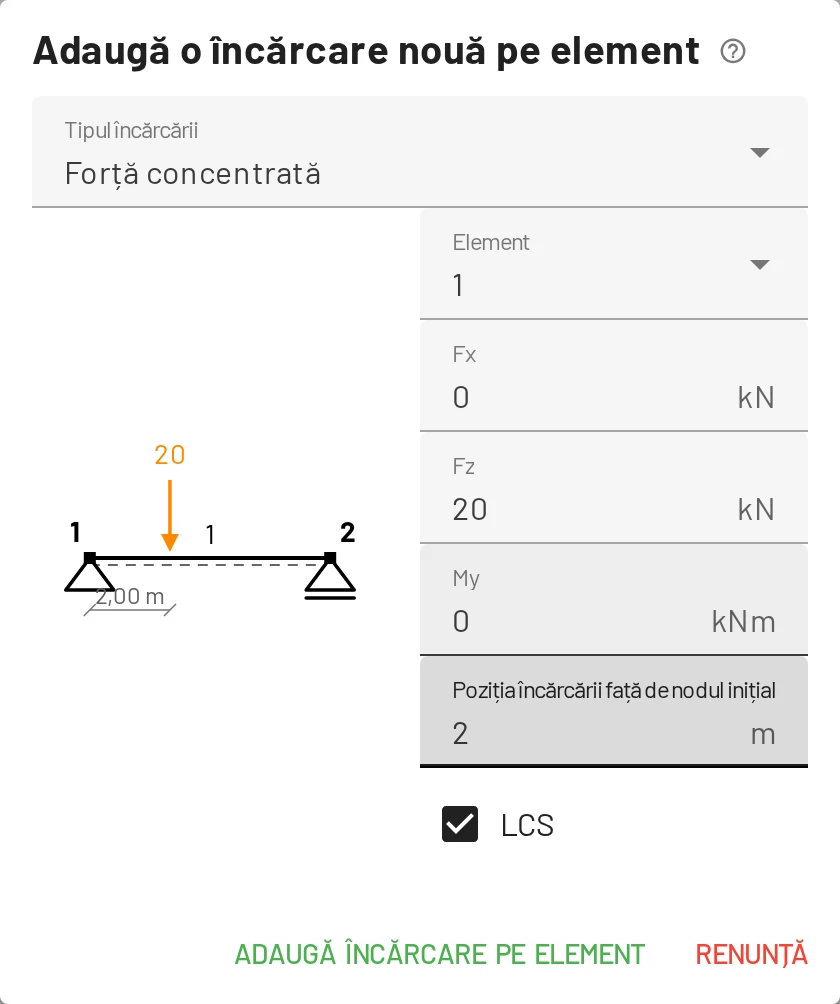 Adaugă o încărcare nouă pe element
Tipul încărcării
Forță concentrată
Element
1
Fx
0 kN
Fz
20 kN
My
0 kNm
Poziția încărcării față de nodul inițial
2 m
LCS
20
1 1 2
2,00 m
ADAUGĂ ÎNCĂRCARE PE ELEMENT RENUNȚĂ